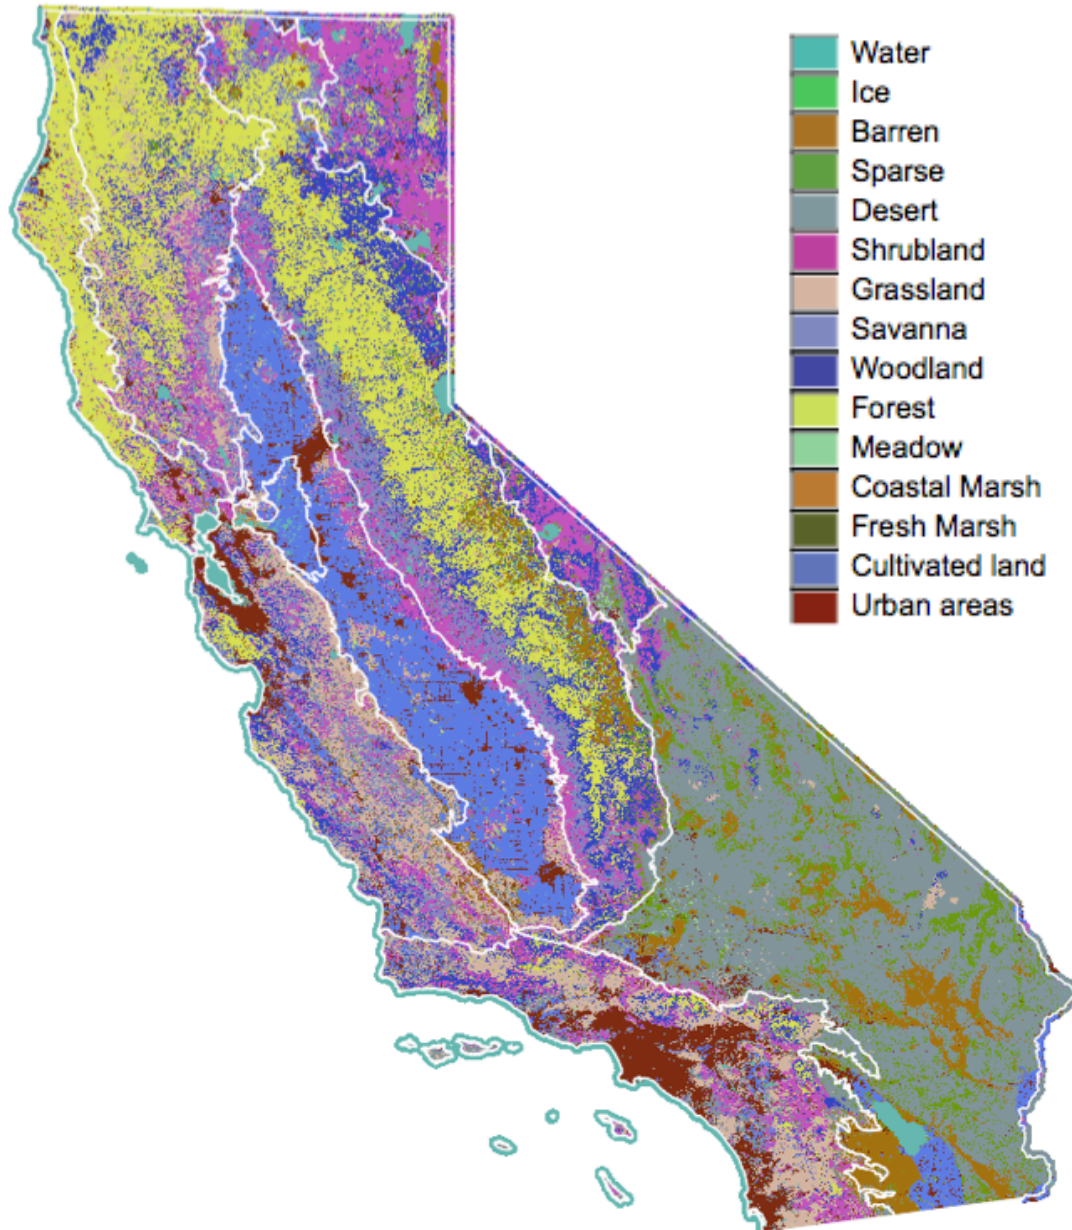 Water
Ice
Barren
Sparse
Desert
Shrubland
Grassland
Savanna
Woodland
Forest
Meadow
Coastal Marsh
Fresh Marsh
Cultivated land
Urban areas